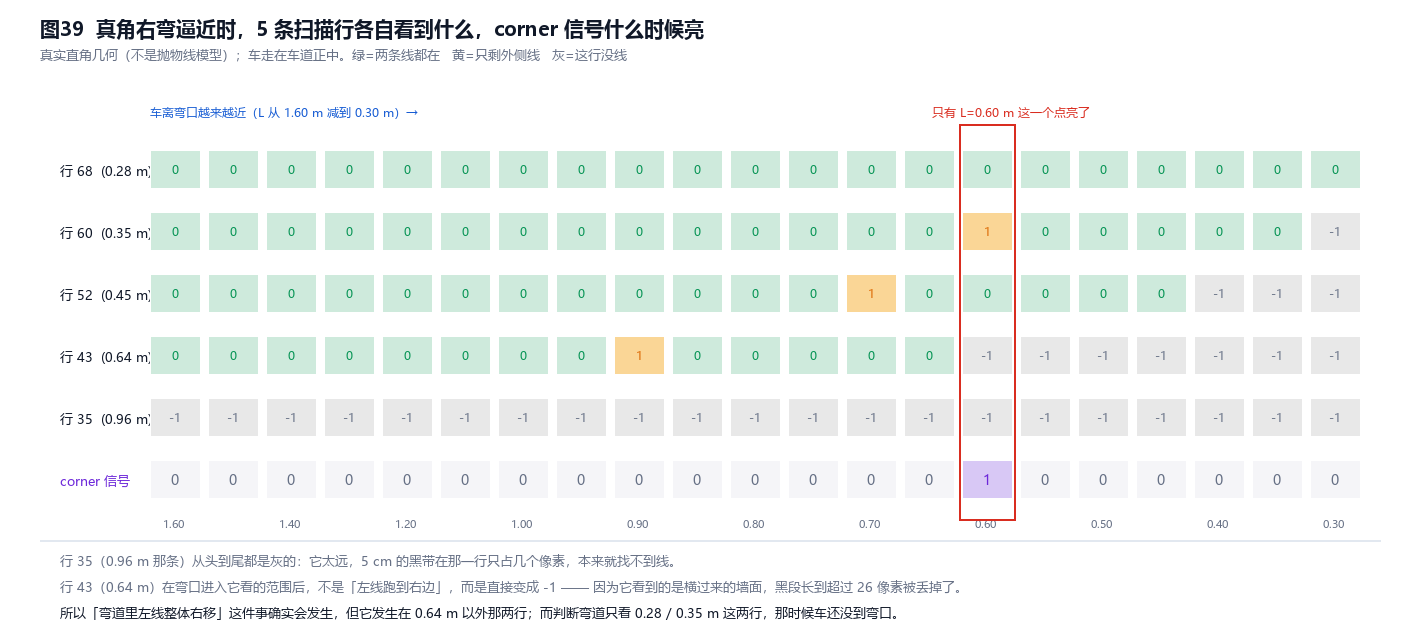 图39 真角右弯逼近时，5 条扫描行各自看到什么，corner 信号什么时候亮
真实直角几何（不是抛物线模型）；车走在车道正中。绿=两条线都在 黄=只剩外侧线 灰=这行没线
车离弯口越来越近（L 从 1.60 m 减到 0.30 m）→
只有 L=0.60 m 这一个点亮了
行 68 (0.28 m) 0 0 0 0 0 0 0 0 0 0 0 0 0 0 0 0 0 0 0 0 0
行 60 (0.35 m) 0 0 0 0 0 0 0 0 0 0 0 0 0 0 1 0 0 0 0 0 -1
行 52 (0.45 m) 0 0 0 0 0 0 0 0 0 0 0 0 1 0 0 0 0 0 -1 -1 -1
行 43 (0.64 m) 0 0 0 0 0 0 0 0 1 0 0 0 0 0 -1 -1 -1 -1 -1 -1 -1
行 35 (0.96 m) -1 -1 -1 -1 -1 -1 -1 -1 -1 -1 -1 -1 -1 -1 -1 -1 -1 -1 -1 -1 -1
corner 信号 0 0 0 0 0 0 0 0 0 0 0 0 0 0 1 0 0 0 0 0 0
1.60 1.40 1.20 1.00 0.90 0.80 0.70 0.60 0.50 0.40 0.30
行 35（0.96 m 那条）从头到尾都是灰的：它太远，5 cm 的黑带在那一行只占几个像素，本来就找不到线。
行 43（0.64 m）在弯口进入它看的范围后，不是「左线跑到右边」，而是直接变成 -1 —— 因为它看到的是横过来的墙面，黑段长到超过 26 像素被丢掉了。
所以「弯道里左线整体右移」这件事确实会发生，但它发生在 0.64 m 以外那两行；而判断弯道只看 0.28 / 0.35 m 这两行，那时候车还没到弯口。